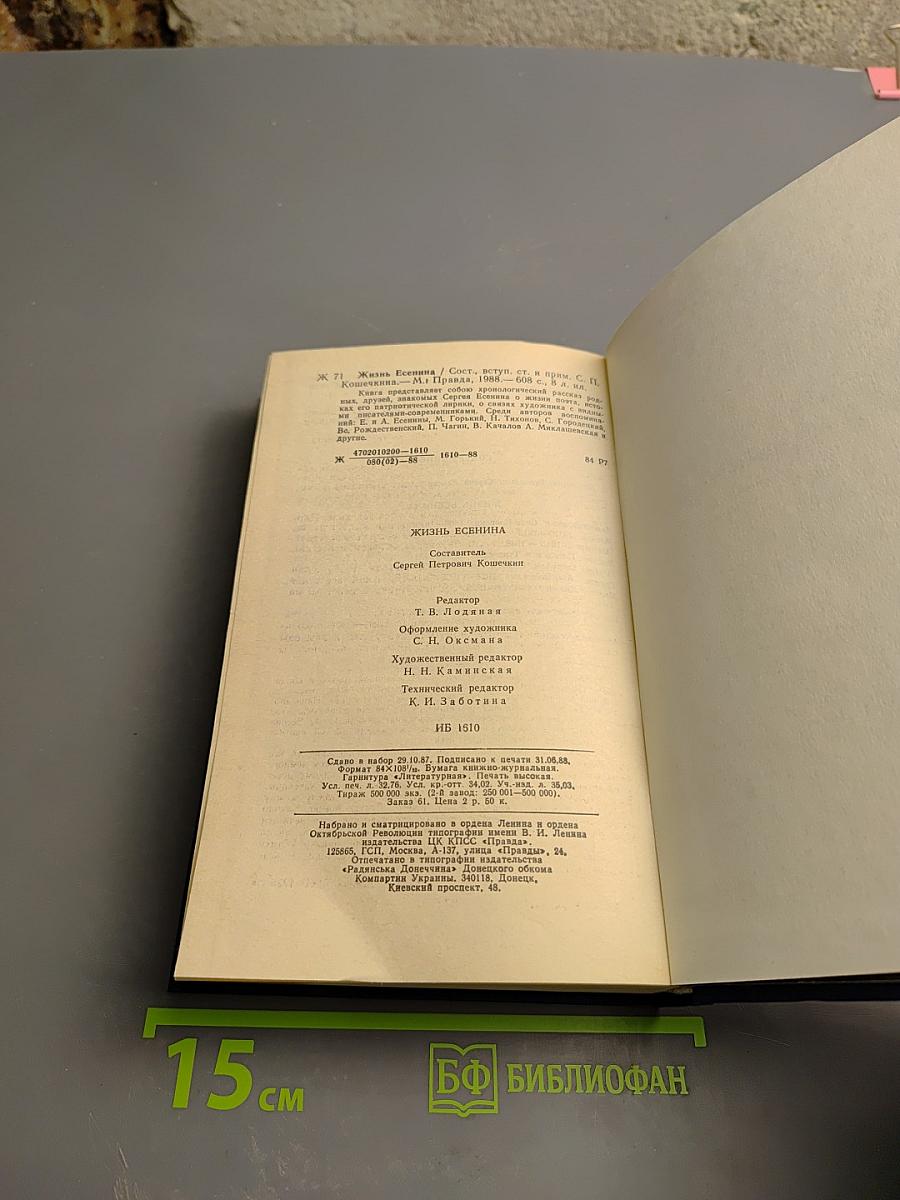 Ж 71 Жизнь Есенина / Сост., вступ. ст. и прим. С. П.
Кошечкина.— М.: Правда, 1988.— 608 с., 8 л. ил.
Книга представляет собою хронологический рассказ род-
ных, друзей, знакомых Сергея Есенина о жизни поэта, исто-
ках его патриотической лирики, о связях художника с видны-
ми писателями-современниками. Среди авторов воспомина-
ний: Е. и А. Есенины, М. Горький, Н. Тихонов, С. Городецкий,
Вс. Рождественский, П. Чагин, В. Качалов А. Миклашевская и
другие.
Ж 4702010200—1610 1610—88
080(02)—88
84 Р7
ЖИЗНЬ ЕСЕНИНА
Составитель
Сергей Петрович Кошечкин
Редактор
Т. В. Лодяная
Оформление художника
С. Н. Оксмана
Художественный редактор
Н. Н. Каминская
Технический редактор
К. И. Заботина
ИБ 1610
Сдано в набор 29.10.87. Подписано к печати 31.06.88.
Формат 84×108¹/₃₂. Бумага книжно-журнальная.
Гарнитура «Литературная». Печать высокая.
Усл. печ. л. 32,76. Усл. кр.-отт. 34,02. Уч.-изд. л. 35,03.
Тираж 500 000 экз. (2-й завод: 250 001—500 000).
Заказ 61. Цена 2 р. 50 к.
Набрано и сматрицировано в ордена Ленина и ордена
Октябрьской Революции типографии имени В. И. Ленина
издательства ЦК КПСС «Правда».
125865, ГСП, Москва, А-137, улица «Правды», 24.
Отпечатано в типографии издательства
«Радянська Донеччина» Донецкого обкома
Компартии Украины. 340118. Донецк,
Киевский проспект, 48.
15 см
БФ БИБЛИОФАН